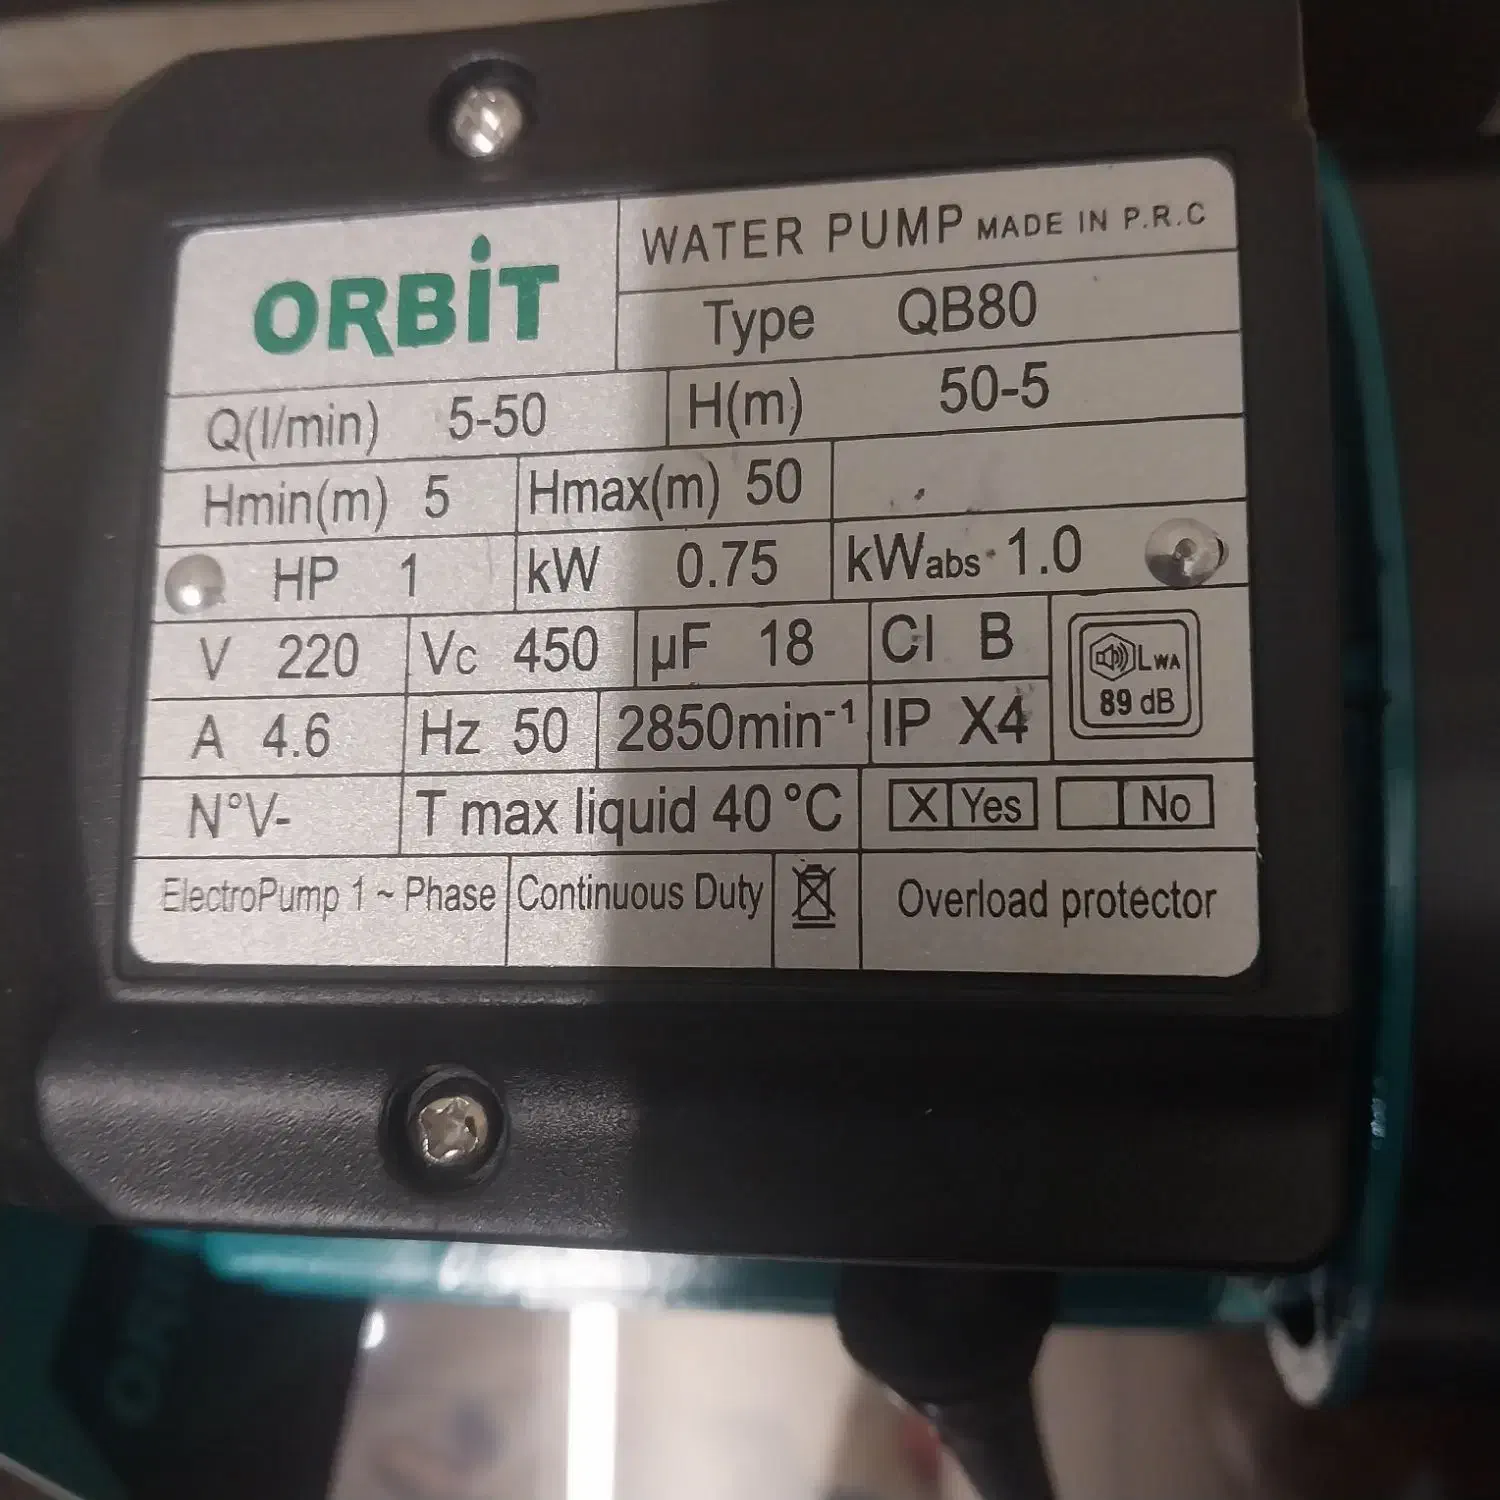 ORBiT
WATER PUMP MADE IN P.R.C
Type QB80
Q(l/min) 5-50 H(m) 50-5
Hmin(m) 5 Hmax(m) 50
HP 1 kW 0.75 kWabs 1.0
V 220 Vc 450 µF 18 Cl B
LWA
89 dB
A 4.6 Hz 50 2850min⁻¹ IP X4
N°V- T max liquid 40 °C X Yes No
ElectroPump 1 ~ Phase Continuous Duty Overload protector